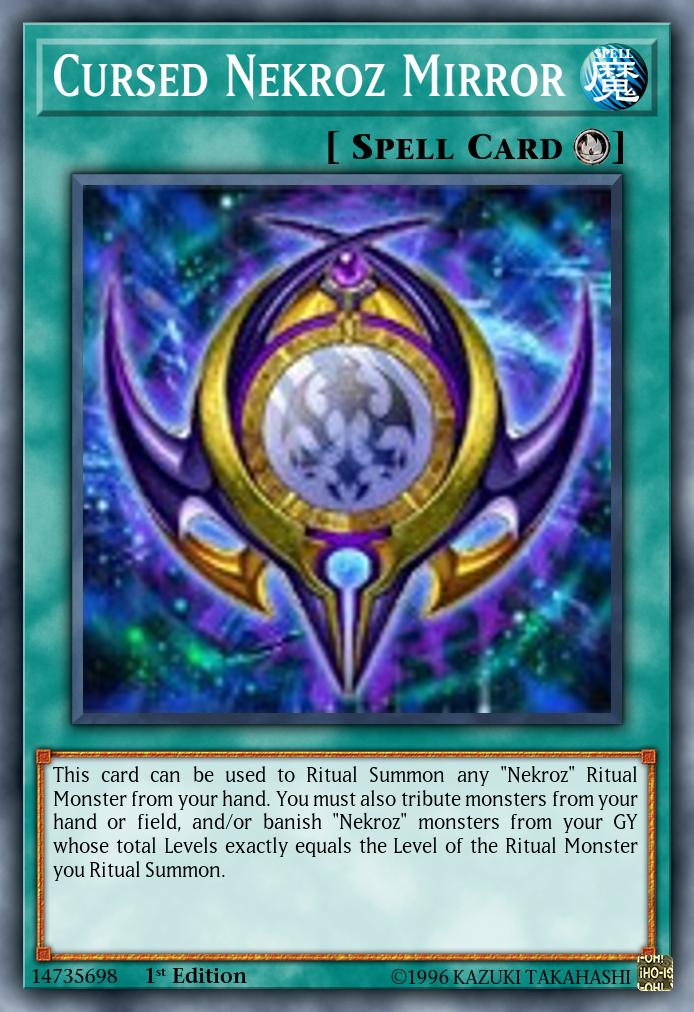 CURSED NEKROZ MIRROR
SPELL
魔
[ SPELL CARD ]
This card can be used to Ritual Summon any "Nekroz" Ritual
Monster from your hand. You must also tribute monsters from your
hand or field, and/or banish "Nekroz" monsters from your GY
whose total Levels exactly equals the Level of the Ritual Monster
you Ritual Summon.
14735698 1st Edition ©1996 KAZUKI TAKAHASHI